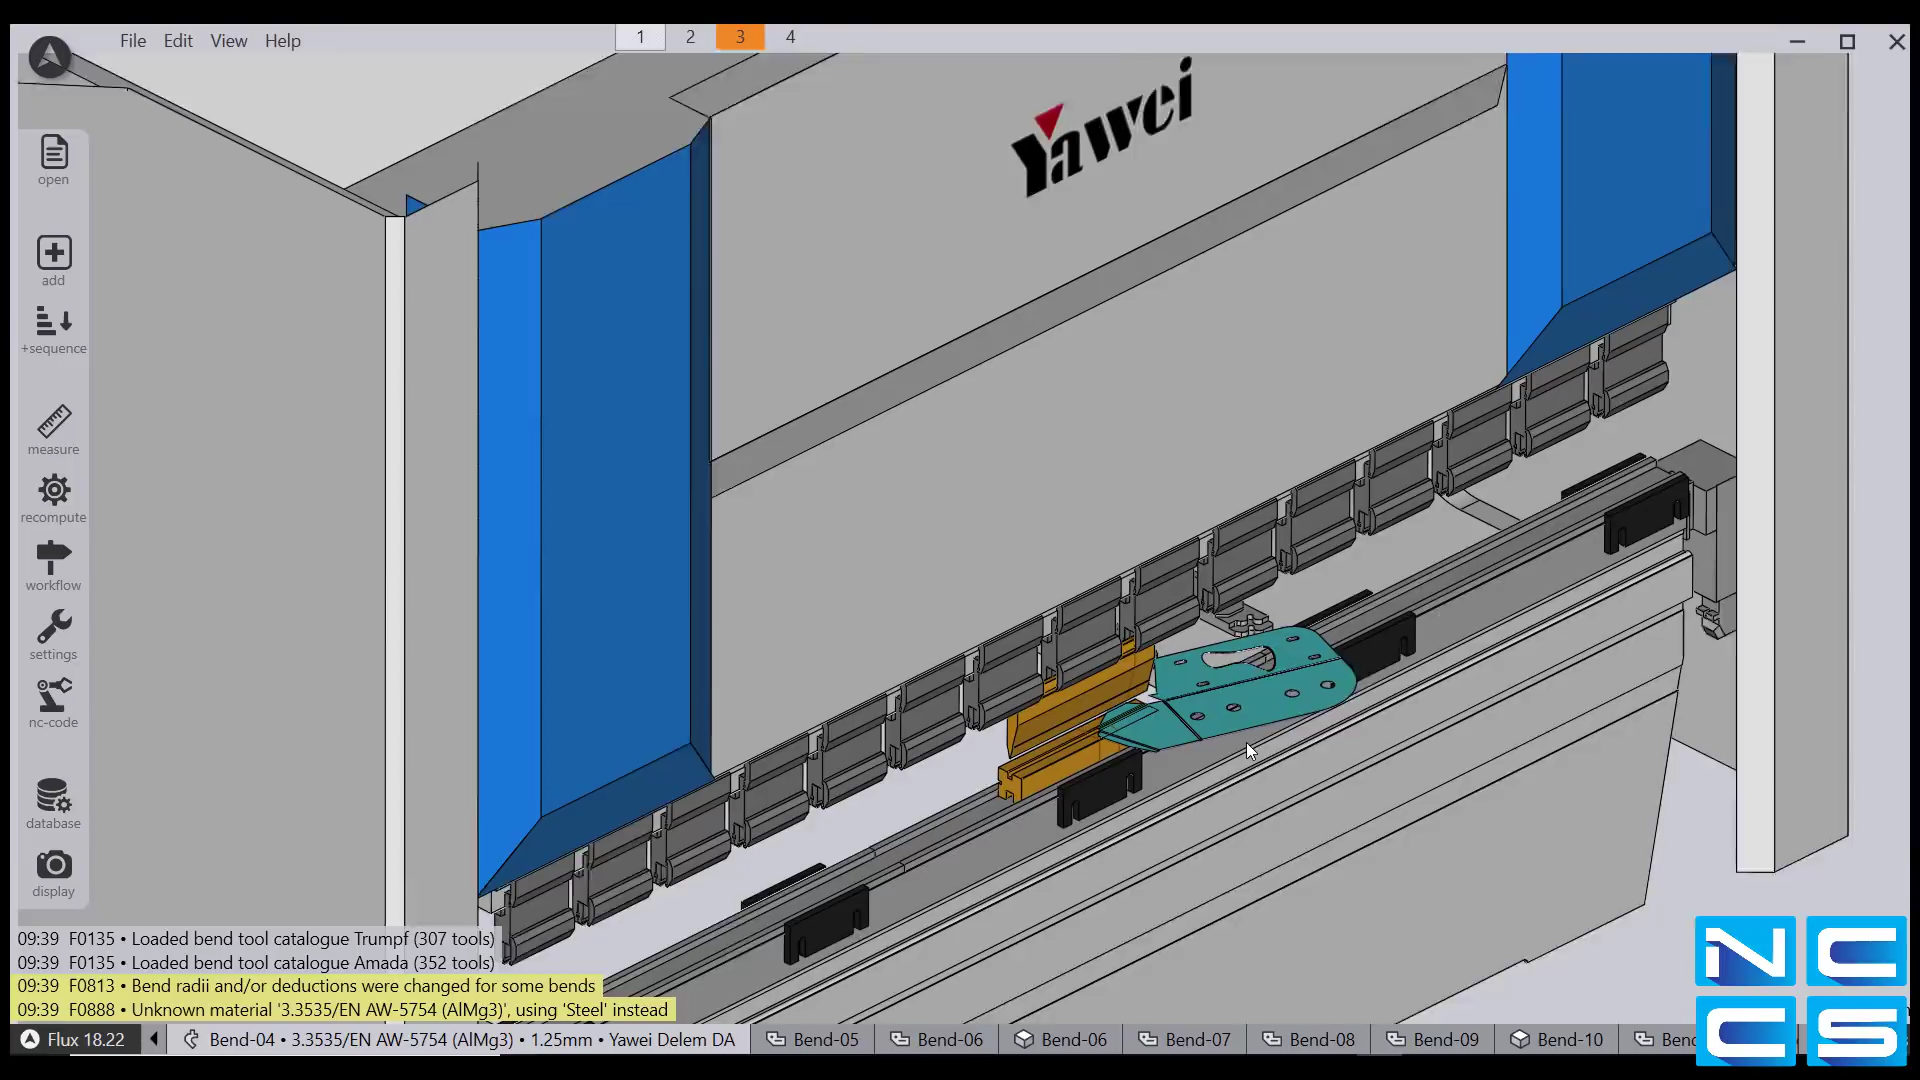 File Edit View Help
1 2 3 4
Yawei
open
add
+sequence
measure
recompute
workflow
settings
nc-code
database
display
09:39 F0135 • Loaded bend tool catalogue Trumpf (307 tools)
09:39 F0135 • Loaded bend tool catalogue Amada (352 tools)
09:39 F0813 • Bend radii and/or deductions were changed for some bends
09:39 F0888 • Unknown material '3.3535/EN AW-5754 (AlMg3)', using 'Steel' instead
Flux 18.22
Bend-04 • 3.3535/EN AW-5754 (AlMg3) • 1.25mm • Yawei Delem DA
Bend-05
Bend-06
Bend-06
Bend-07
Bend-08
Bend-09
Bend-10
NC
CS